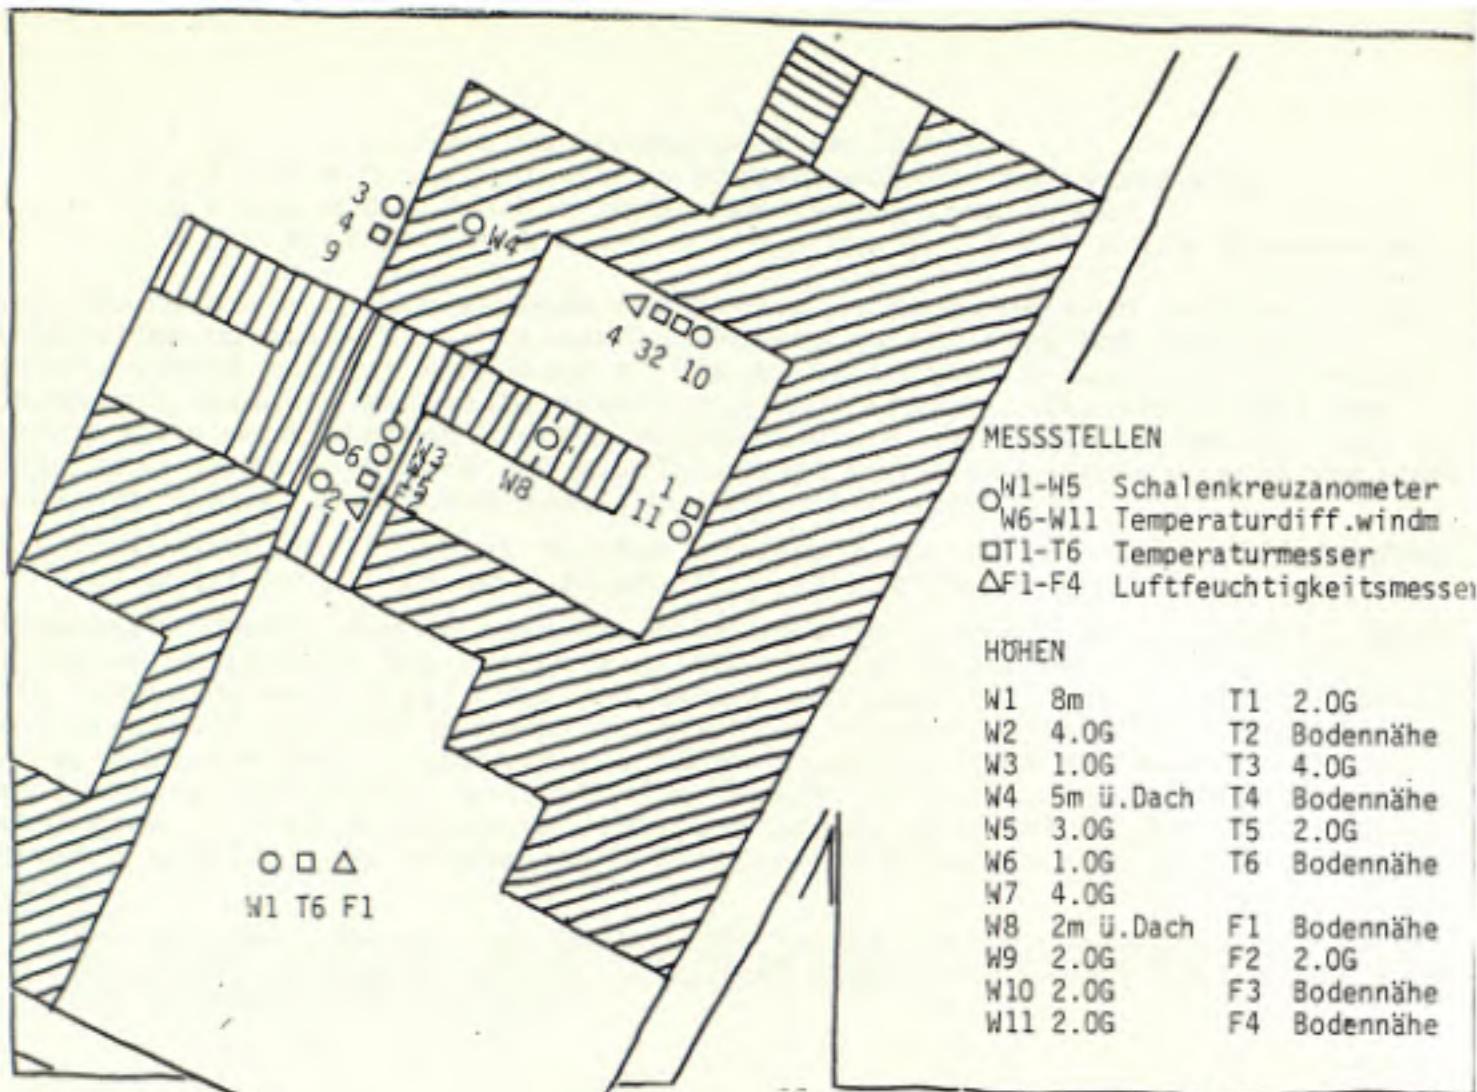 3
4
9
W4
4 32 10
6
2
W3
W8
1
11
W1 T6 F1
MESSSTELLEN
W1-W5 Schalenkreuzanometer
W6-W11 Temperaturdiff.windm
T1-T6 Temperaturmesser
F1-F4 Luftfeuchtigkeitsmesser
HÖHEN
W1 8m T1 2.OG
W2 4.OG T2 Bodennähe
W3 1.OG T3 4.OG
W4 5m ü.Dach T4 Bodennähe
W5 3.OG T5 2.OG
W6 1.OG T6 Bodennähe
W7 4.OG
W8 2m ü.Dach F1 Bodennähe
W9 2.OG F2 2.OG
W10 2.OG F3 Bodennähe
W11 2.OG F4 Bodennähe